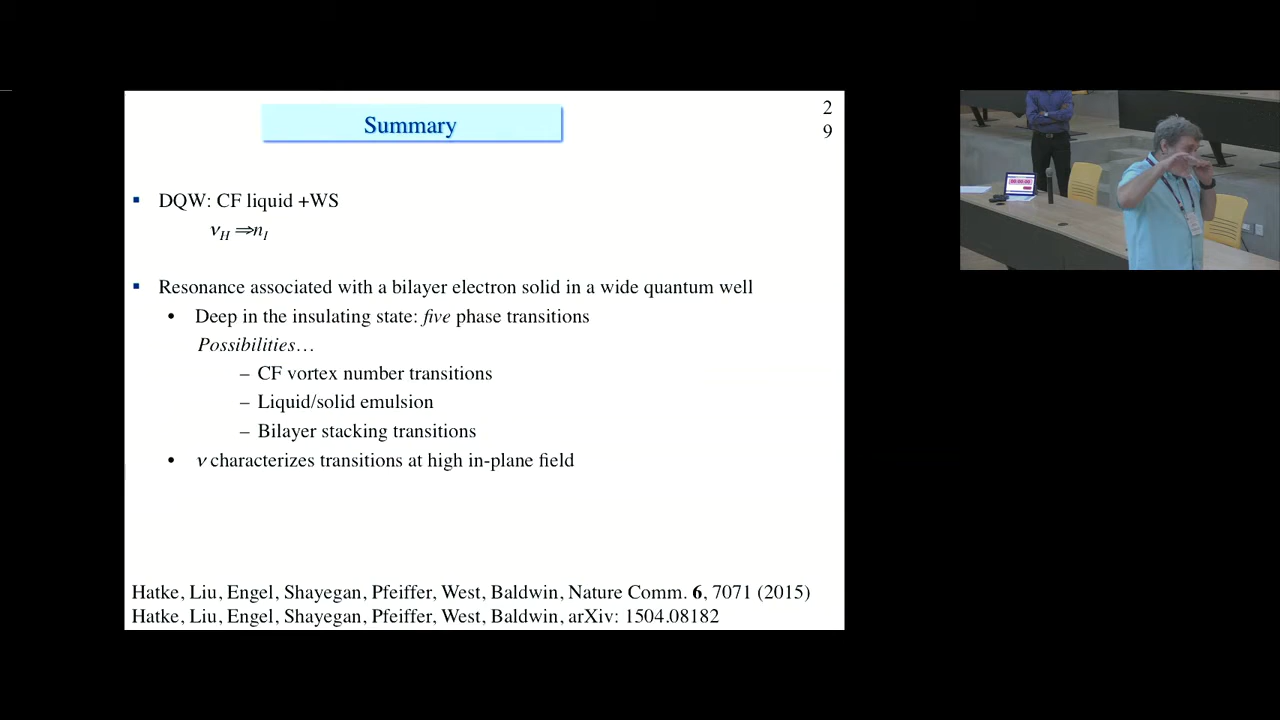 Summary
2
9
▪ DQW: CF liquid +WS
ν_H ⇒n_I
▪ Resonance associated with a bilayer electron solid in a wide quantum well
• Deep in the insulating state: five phase transitions
Possibilities…
– CF vortex number transitions
– Liquid/solid emulsion
– Bilayer stacking transitions
• ν characterizes transitions at high in-plane field
Hatke, Liu, Engel, Shayegan, Pfeiffer, West, Baldwin, Nature Comm. 6, 7071 (2015)
Hatke, Liu, Engel, Shayegan, Pfeiffer, West, Baldwin, arXiv: 1504.08182